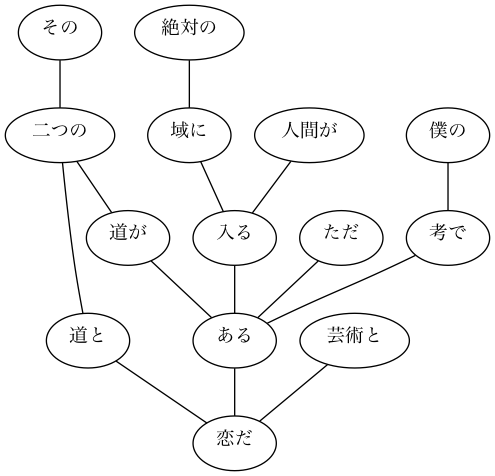 その
絶対の
二つの
域に
人間が
僕の
道が
入る
ただ
考で
道と
ある
芸術と
恋だ